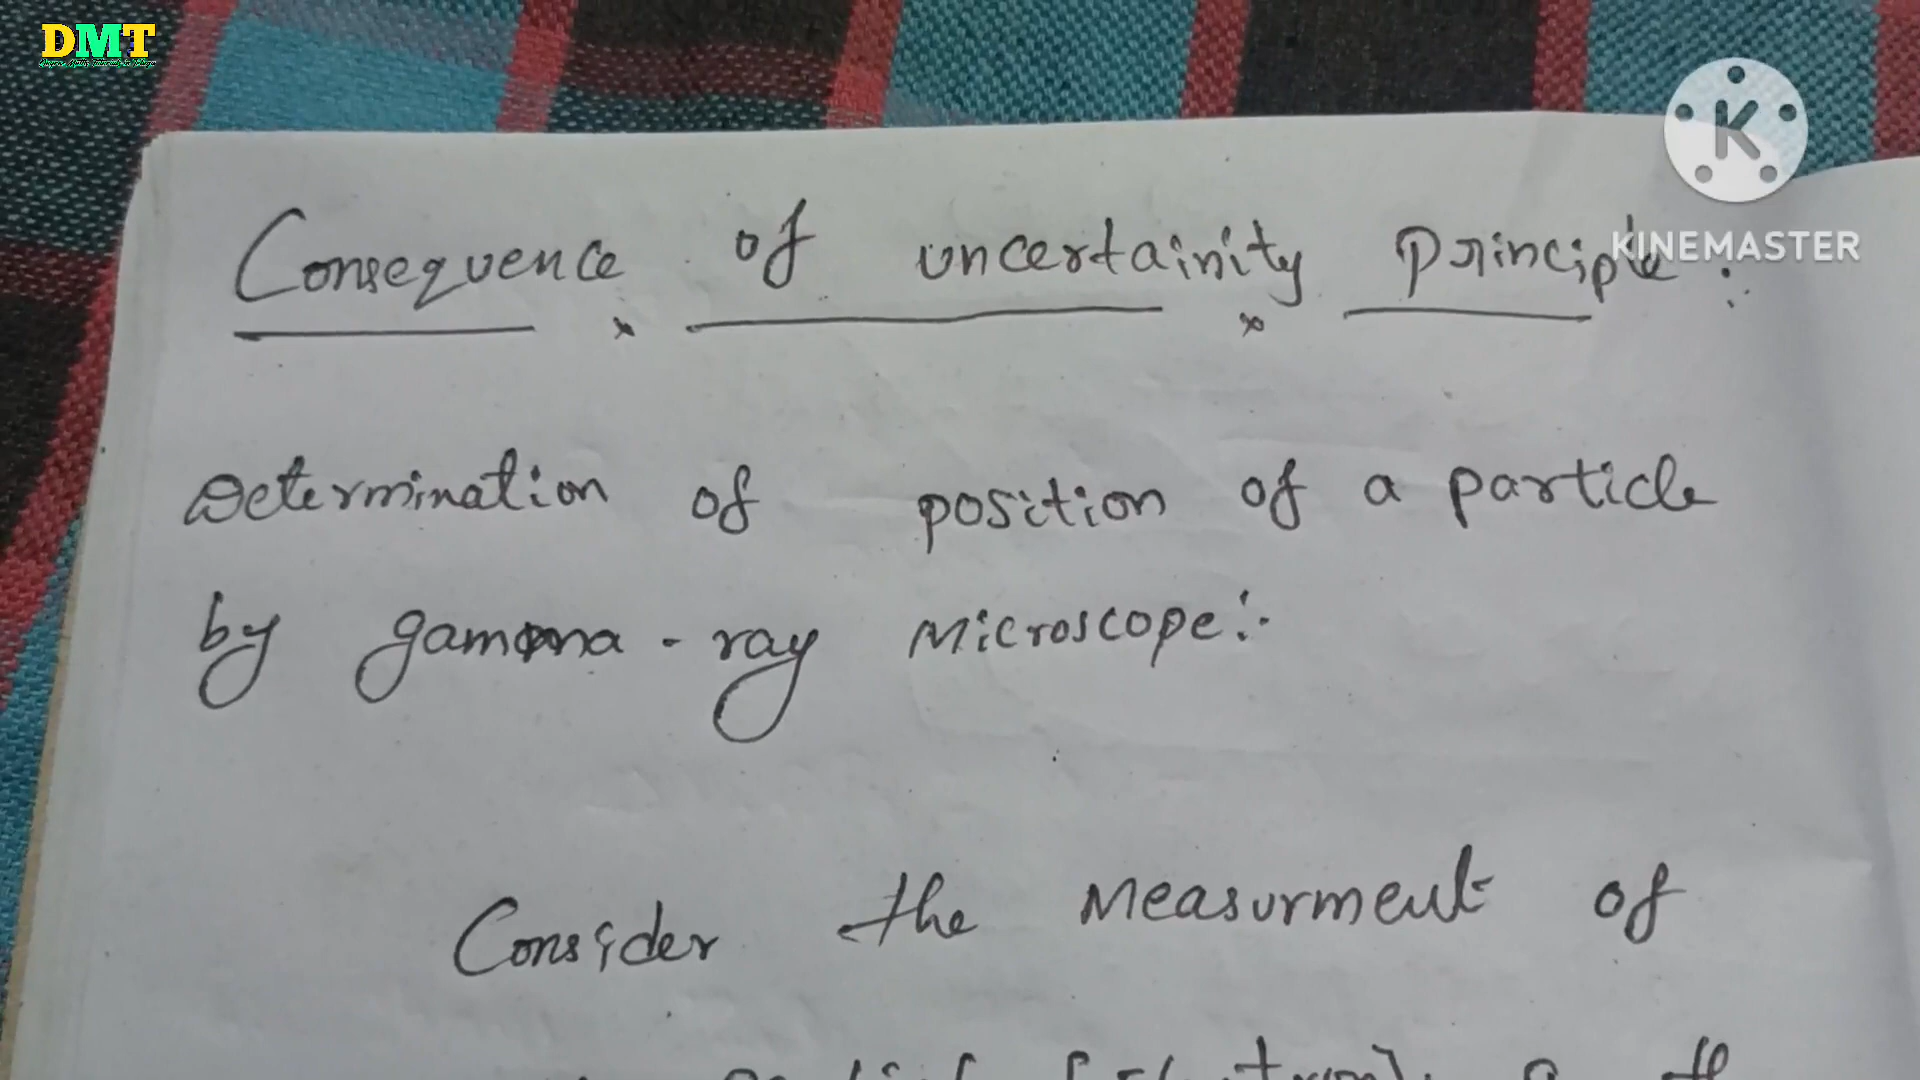 DMT
KINEMASTER
Consequence of uncertainity principle:
Determination of position of a particle
by gamma-ray Microscope:-
Consider the Measurment of